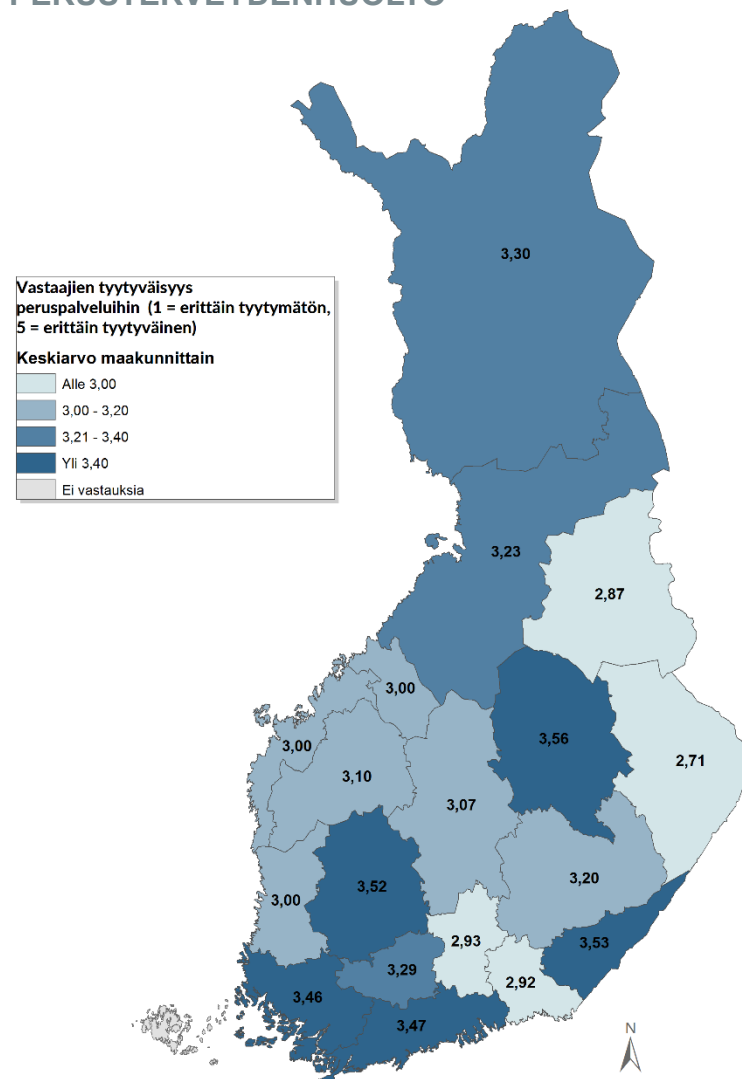 PERUSTERVEYDENHUOLTO
3,30
Vastaajien tyytyväisyys
peruspalveluihin (1 = erittäin tyytymätön,
5 = erittäin tyytyväinen)
Keskiarvo maakunnittain
Alle 3,00
3,00 - 3,20
3,21 - 3,40
Yli 3,40
Ei vastauksia
3,23
2,87
3,00
3,56
3,00
2,71
3,10
3,07
3,20
3,52
3,00
2,93
3,53
3,29
2,92
3,46
3,47
N